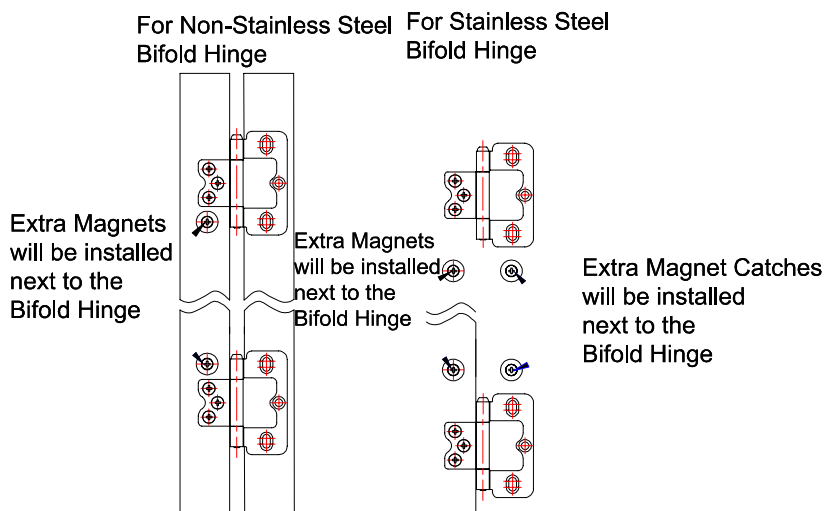 For Non-Stainless Steel
Bifold Hinge
For Stainless Steel
Bifold Hinge
Extra Magnets
will be installed
next to the
Bifold Hinge
Extra Magnets
will be installed
next to the
Bifold Hinge
Extra Magnet Catches
will be installed
next to the
Bifold Hinge